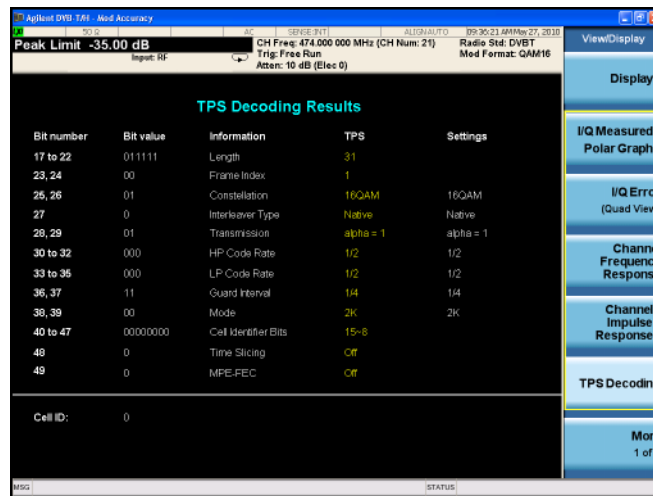 Agilent DVB-T/H - Mod Accuracy
50 Ω AC SENSE:INT ALIGNAUTO 09:36:21 AM May 27, 2010
Peak Limit -35.00 dB
Input: RF
CH Freq: 474.000 000 MHz (CH Num: 21)
Trig: Free Run
Atten: 10 dB (Elec 0)
Radio Std: DVBT
Mod Format: QAM16
TPS Decoding Results
Bit number Bit value Information TPS Settings
17 to 22 011111 Length 31
23, 24 00 Frame Index 1
25, 26 01 Constellation 16QAM 16QAM
27 0 Interleaver Type Native Native
28, 29 01 Transmission alpha = 1 alpha = 1
30 to 32 000 HP Code Rate 1/2 1/2
33 to 35 000 LP Code Rate 1/2 1/2
36, 37 11 Guard Interval 1/4 1/4
38, 39 00 Mode 2K 2K
40 to 47 00000000 Cell Identifier Bits 15~8
48 0 Time Slicing Off
49 0 MPE-FEC Off
Cell ID: 0
MSG STATUS
View/Display
Display
I/Q Measured
Polar Graph
I/Q Erro
(Quad View
Chann
Frequenc
Respons
Channel
Impulse
Response
TPS Decodin
Mor
1 of